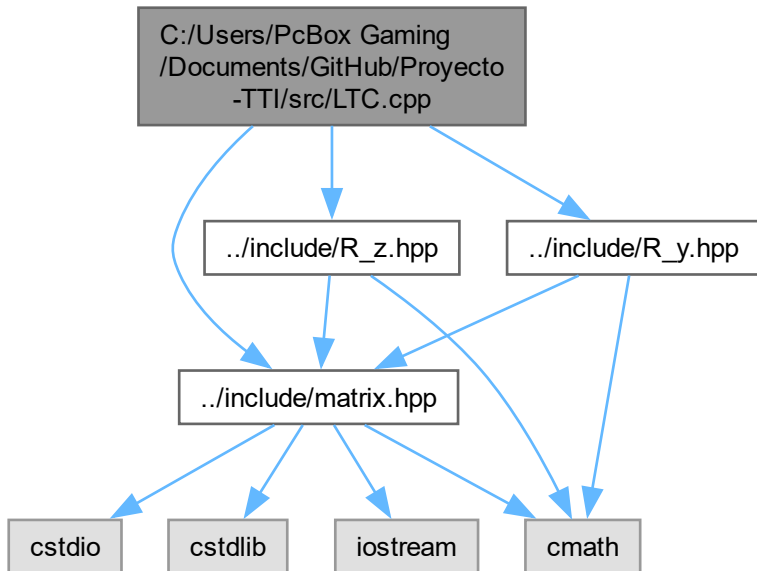 C:/Users/PcBox Gaming
/Documents/GitHub/Proyecto
-TTI/src/LTC.cpp
../include/R_z.hpp
../include/R_y.hpp
../include/matrix.hpp
cstdio
cstdlib
iostream
cmath